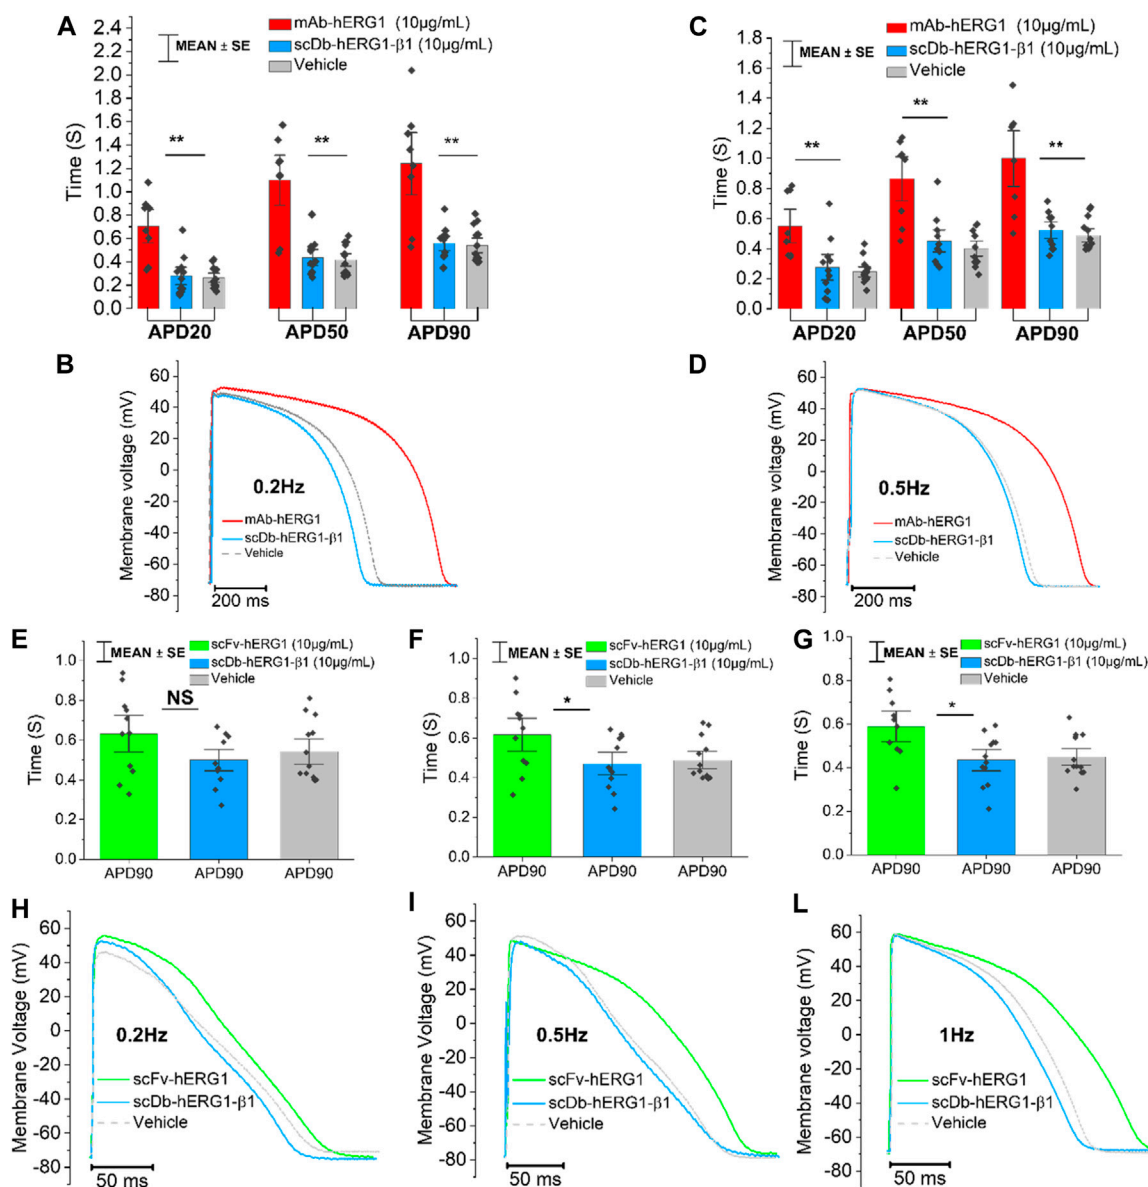 A
2.4
2.2
2.0
1.8
1.6
1.4
1.2
1.0
0.8
0.6
0.4
0.2
0.0
Time (S)
MEAN ± SE
mAb-hERG1 (10µg/mL)
scDb-hERG1-β1 (10µg/mL)
Vehicle
**
**
**
APD20
APD50
APD90
C
1.8
1.6
1.4
1.2
1.0
0.8
0.6
0.4
0.2
0.0
Time (S)
MEAN ± SE
mAb-hERG1 (10µg/mL)
scDb-hERG1-β1 (10µg/mL)
Vehicle
**
**
**
APD20
APD50
APD90
B
60
40
20
0
-20
-40
-60
-80
Membrane voltage (mV)
0.2Hz
mAb-hERG1
scDb-hERG1-β1
Vehicle
200 ms
D
60
40
20
0
-20
-40
-60
-80
Membrane voltage (mV)
0.5Hz
mAb-hERG1
scDb-hERG1-β1
Vehicle
200 ms
E
1.0
0.8
0.6
0.4
0.2
0.0
Time (S)
MEAN ± SE
scFv-hERG1 (10µg/mL)
scDb-hERG1-β1 (10µg/mL)
Vehicle
NS
APD90
APD90
APD90
F
1.0
0.8
0.6
0.4
0.2
0.0
Time (S)
MEAN ± SE
scFv-hERG1 (10µg/mL)
scDb-hERG1-β1 (10µg/mL)
Vehicle
*
APD90
APD90
APD90
G
1.0
0.8
0.6
0.4
0.2
0.0
Time (S)
MEAN ± SE
scFv-hERG1 (10µg/mL)
scDb-hERG1-β1 (10µg/mL)
Vehicle
*
APD90
APD90
APD90
H
60
40
20
0
-20
-40
-60
-80
Membrane Voltage (mV)
0.2Hz
scFv-hERG1
scDb-hERG1-β1
Vehicle
50 ms
I
60
40
20
0
-20
-40
-60
-80
Membrane Voltage (mV)
0.5Hz
scFv-hERG1
scDb-hERG1-β1
Vehicle
50 ms
L
60
40
20
0
-20
-40
-60
-80
Membrane voltage (mV)
1Hz
scFv-hERG1
scDb-hERG1-β1
Vehicle
50 ms